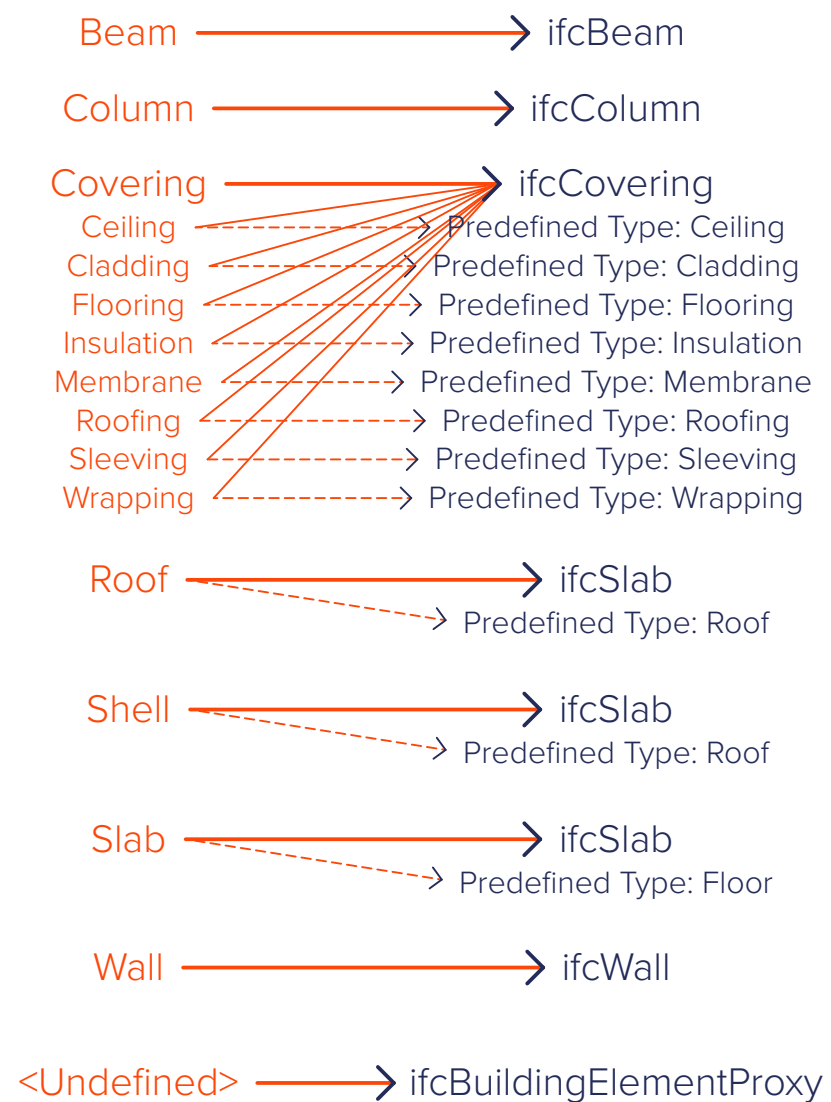 Beam ifcBeam
Column ifcColumn
Covering ifcCovering
Ceiling Predefined Type: Ceiling
Cladding Predefined Type: Cladding
Flooring Predefined Type: Flooring
Insulation Predefined Type: Insulation
Membrane Predefined Type: Membrane
Roofing Predefined Type: Roofing
Sleeving Predefined Type: Sleeving
Wrapping Predefined Type: Wrapping
Roof ifcSlab
Predefined Type: Roof
Shell ifcSlab
Predefined Type: Roof
Slab ifcSlab
Predefined Type: Floor
Wall ifcWall
<Undefined> ifcBuildingElementProxy